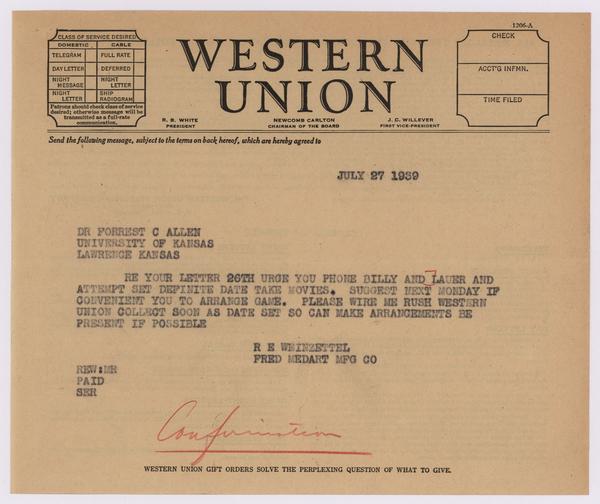 1206-A
CLASS OF SERVICE DESIRED
DOMESTIC CABLE
TELEGRAM FULL RATE
DAY LETTER DEFERRED
NIGHT MESSAGE NIGHT LETTER
NIGHT LETTER SHIP RADIOGRAM
Patrons should check class of service
desired; otherwise message will be
transmitted as a full-rate
communication.
WESTERN
UNION
R. B. WHITE
PRESIDENT
NEWCOMB CARLTON
CHAIRMAN OF THE BOARD
J. C. WILLEVER
FIRST VICE-PRESIDENT
CHECK
ACCT'G INFMN.
TIME FILED
Send the following message, subject to the terms on back hereof, which are hereby agreed to
JULY 27 1939
DR FORREST C ALLEN
UNIVERSITY OF KANSAS
LAWRENCE KANSAS
RE YOUR LETTER 26TH URGE YOU PHONE BILLY AND LAUER AND
ATTEMPT SET DEFINITE DATE TAKE MOVIES. SUGGEST NEXT MONDAY IF
CONVENIENT YOU TO ARRANGE GAME. PLEASE WIRE ME RUSH WESTERN
UNION COLLECT SOON AS DATE SET SO CAN MAKE ARRANGEMENTS BE
PRESENT IF POSSIBLE
R E WEINZETTEL
FRED MEDART MFG CO
REW:MR
PAID
SER
Confirmation
WESTERN UNION GIFT ORDERS SOLVE THE PERPLEXING QUESTION OF WHAT TO GIVE.